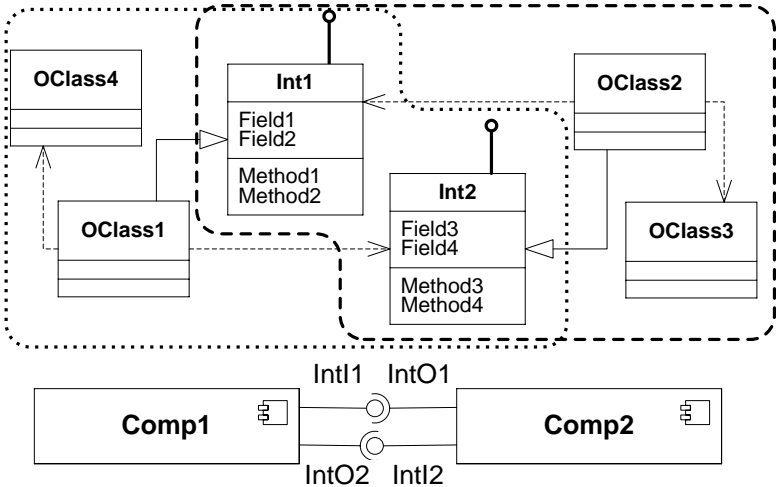 OClass4
Int1
OClass2
Field1
Field2
Method1
Method2
Int2
OClass1
OClass3
Field3
Field4
Method3
Method4
IntI1 IntO1
Comp1
Comp2
IntO2 IntI2